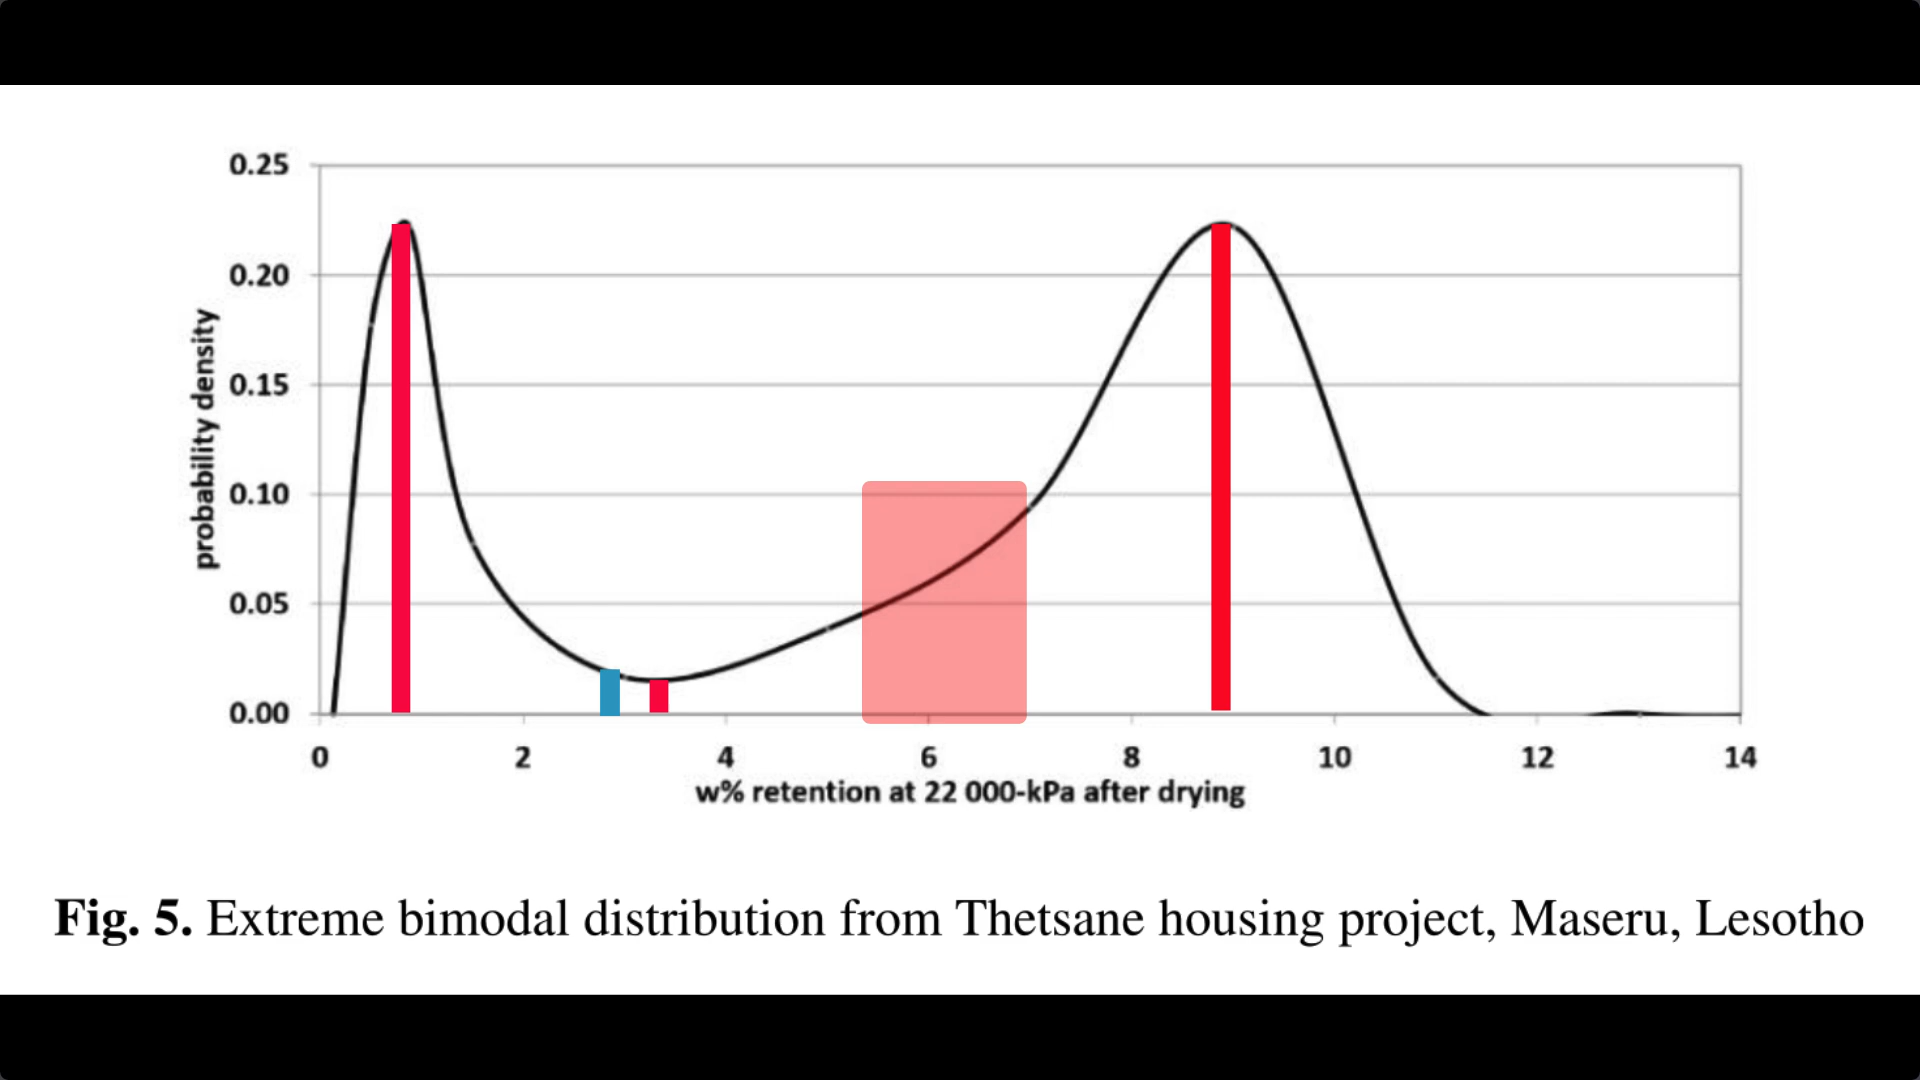 0.25
0.20
0.15
0.10
0.05
0.00
probability density
0 2 4 6 8 10 12 14
w% retention at 22 000-kPa after drying
Fig. 5. Extreme bimodal distribution from Thetsane housing project, Maseru, Lesotho